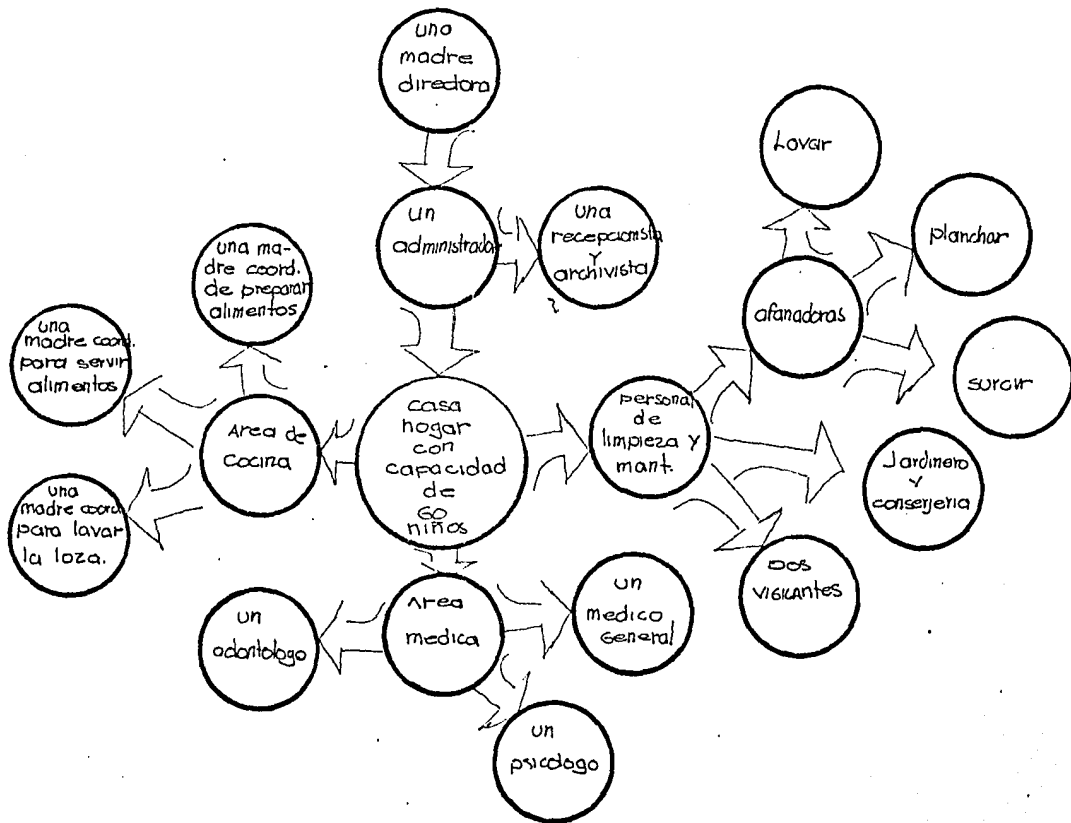 una
madre
directora
un
administrador
una
recepcionista
y
archivista
una ma-
dre coord.
de preparar
alimentos
una
madre coord.
para servir
alimentos
Area de
cocina
una
madre coord.
para lavar
la loza.
casa
hogar
con
capacidad
de
60
niños
personal
de
limpieza y
mant.
afanadoras
Lavar
planchar
surcir
Jardinero
y
conserjeria
DOS
VIGILANTES
Area
medica
un
odontologo
un
medico
General
un
psicologo